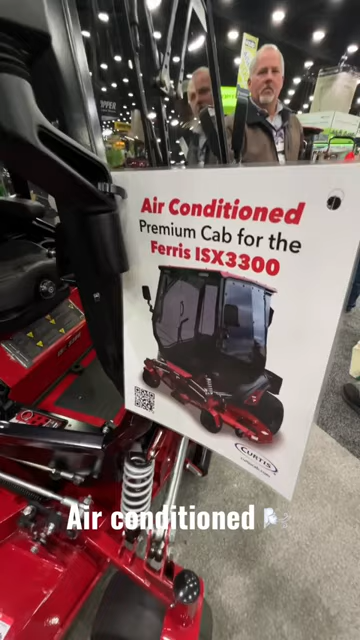 Air Conditioned
Premium Cab for the
Ferris ISX3300
CURTIS
Air conditioned